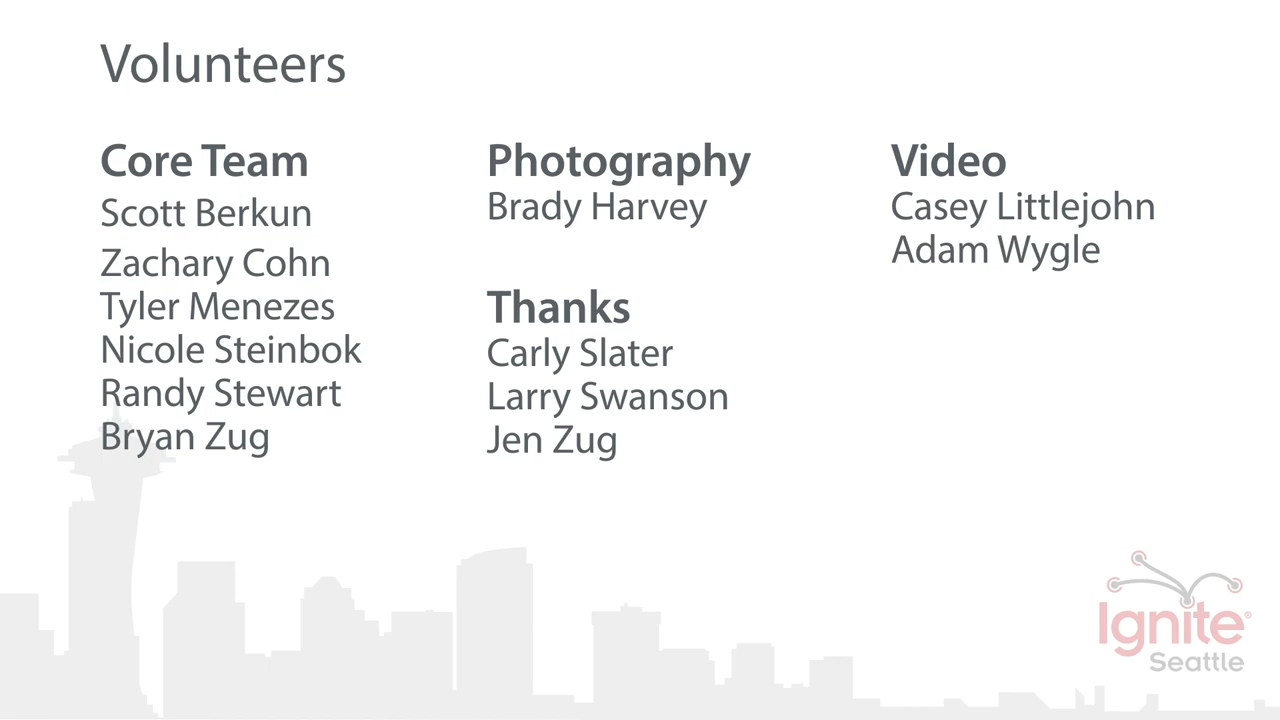 Volunteers
Core Team
Scott Berkun
Zachary Cohn
Tyler Menezes
Nicole Steinbok
Randy Stewart
Bryan Zug
Photography
Brady Harvey
Thanks
Carly Slater
Larry Swanson
Jen Zug
Video
Casey Littlejohn
Adam Wygle
Ignite®
Seattle